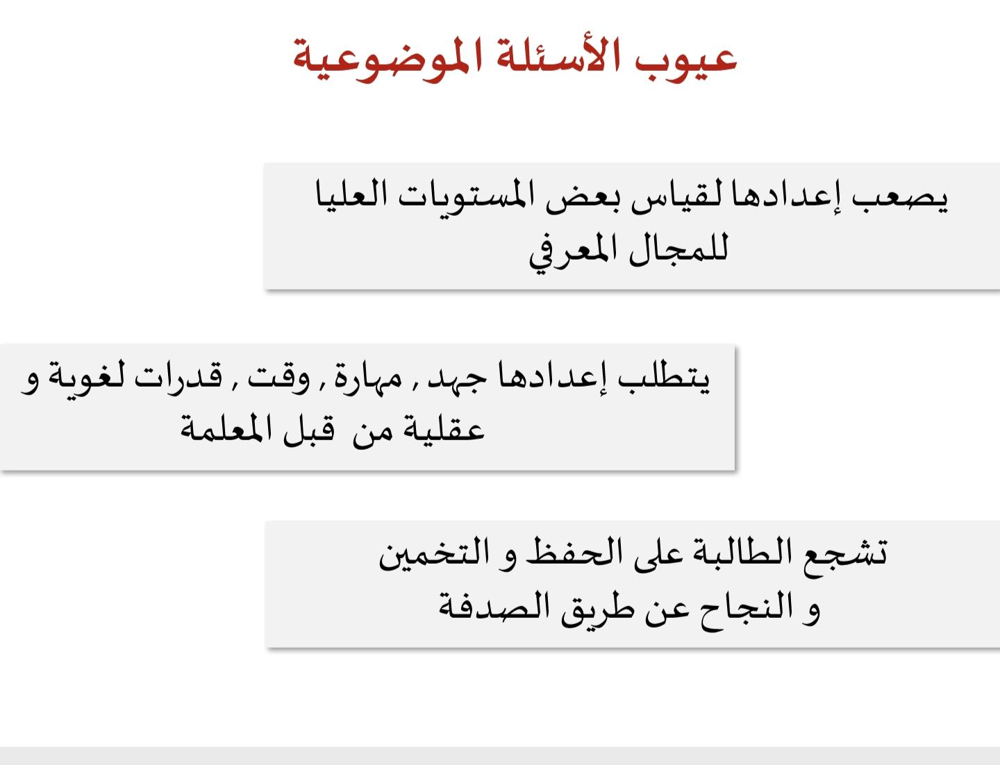 عيوب الأسئلة الموضوعية
يصعب إعدادها لقياس بعض المستويات العليا
للمجال المعرفي
يتطلب إعدادها جهد , مهارة , وقت , قدرات لغوية و
عقلية من قبل المعلمة
تشجع الطالبة على الحفظ و التخمين
و النجاح عن طريق الصدفة